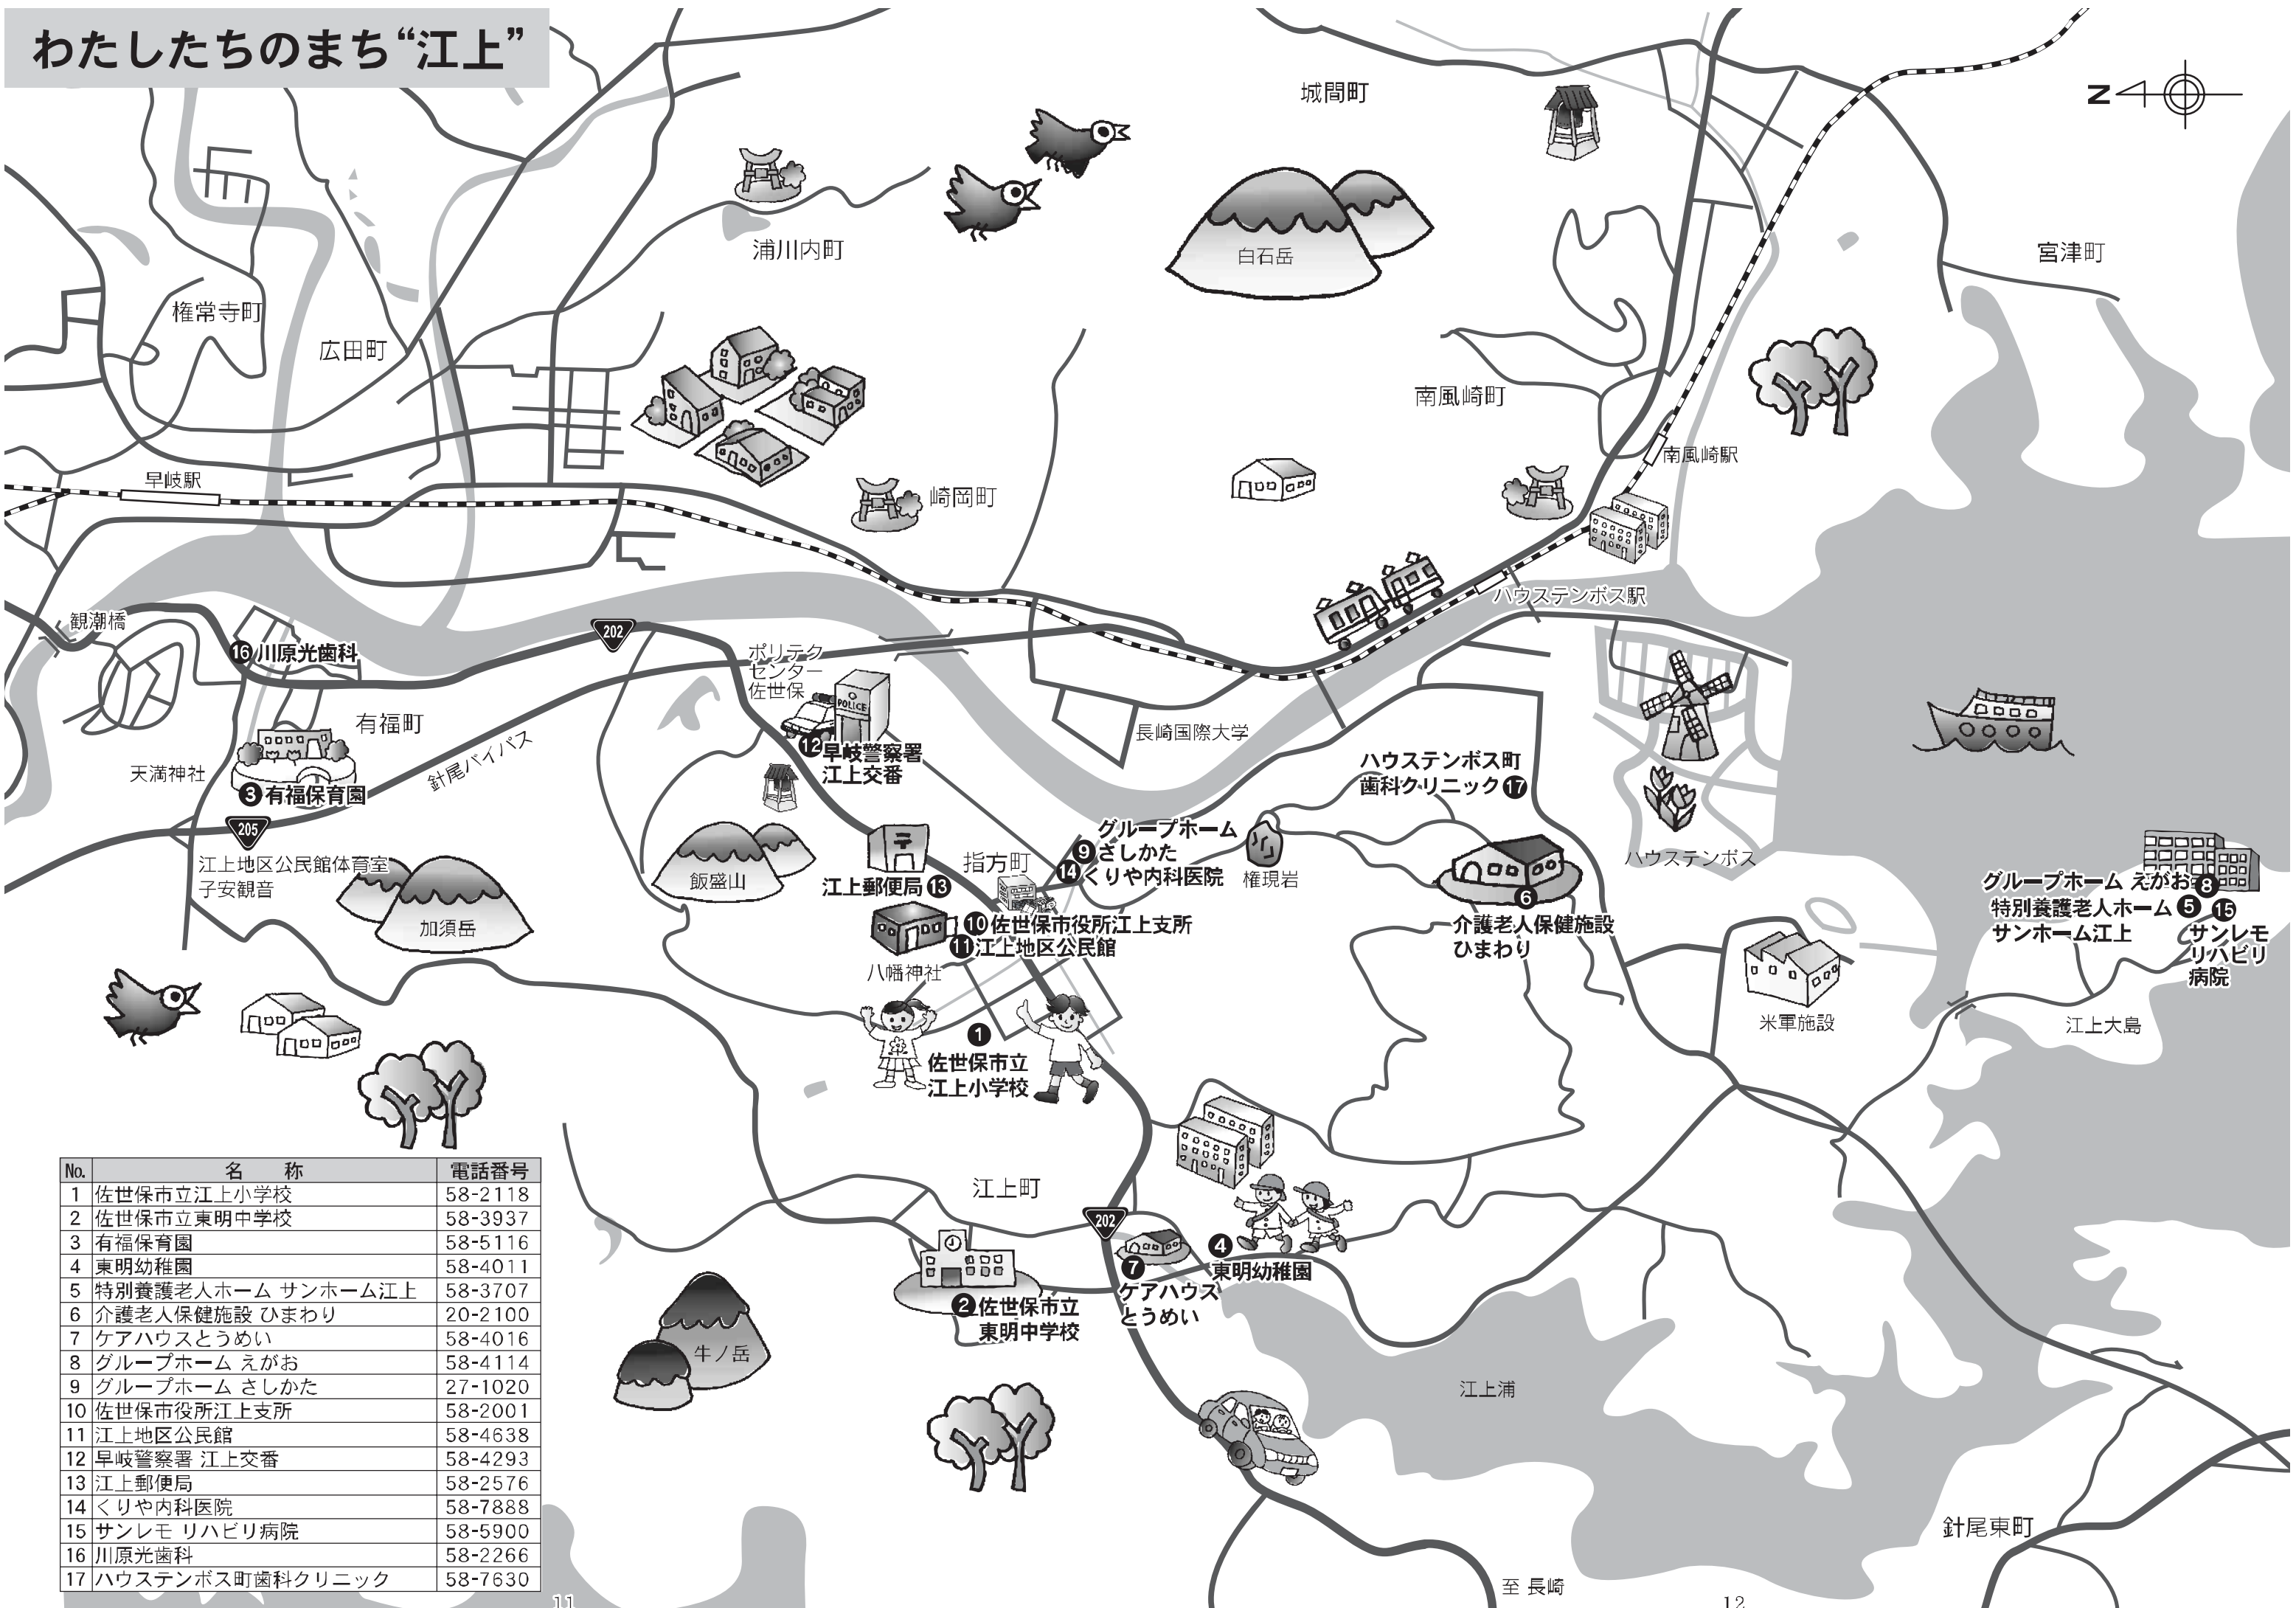 わたしたちのまち“江上”
城間町
N
浦川内町
白石岳
宮津町
権常寺町
広田町
南風崎町
南風崎駅
早岐駅
崎岡町
ハウステンボス駅
観潮橋
⓰川原光歯科
202
ポリテク
センター
佐世保
POLICE
有福町
長崎国際大学
⓬早岐警察署
江上交番
天満神社
針尾バイパス
❸有福保育園
ハウステンボス町
歯科クリニック⓱
205
グループホーム
❾さしかた
⓮くりや内科医院
権現岩
指方町
江上地区公民館体育室
子安観音
加須岳
飯盛山
江上郵便局⓭
ハウステンボス
グループホーム えがお❽
特別養護老人ホーム❺
サンホーム江上
⓯
サンレモ
リハビリ
病院
❿佐世保市役所江上支所
⓫江上地区公民館
❻
介護老人保健施設
ひまわり
八幡神社
米軍施設
江上大島
❶
佐世保市立
江上小学校
江上町
202
❹
東明幼稚園
❼
ケアハウス
とうめい
❷佐世保市立
東明中学校
牛ノ岳
江上浦
針尾東町
至 長崎
No. 名　称 電話番号
1 佐世保市立江上小学校 58-2118
2 佐世保市立東明中学校 58-3937
3 有福保育園 58-5116
4 東明幼稚園 58-4011
5 特別養護老人ホーム サンホーム江上 58-3707
6 介護老人保健施設 ひまわり 20-2100
7 ケアハウスとうめい 58-4016
8 グループホーム えがお 58-4114
9 グループホーム さしかた 27-1020
10 佐世保市役所江上支所 58-2001
11 江上地区公民館 58-4638
12 早岐警察署 江上交番 58-4293
13 江上郵便局 58-2576
14 くりや内科医院 58-7888
15 サンレモ リハビリ病院 58-5900
16 川原光歯科 58-2266
17 ハウステンボス町歯科クリニック 58-7630
11
12